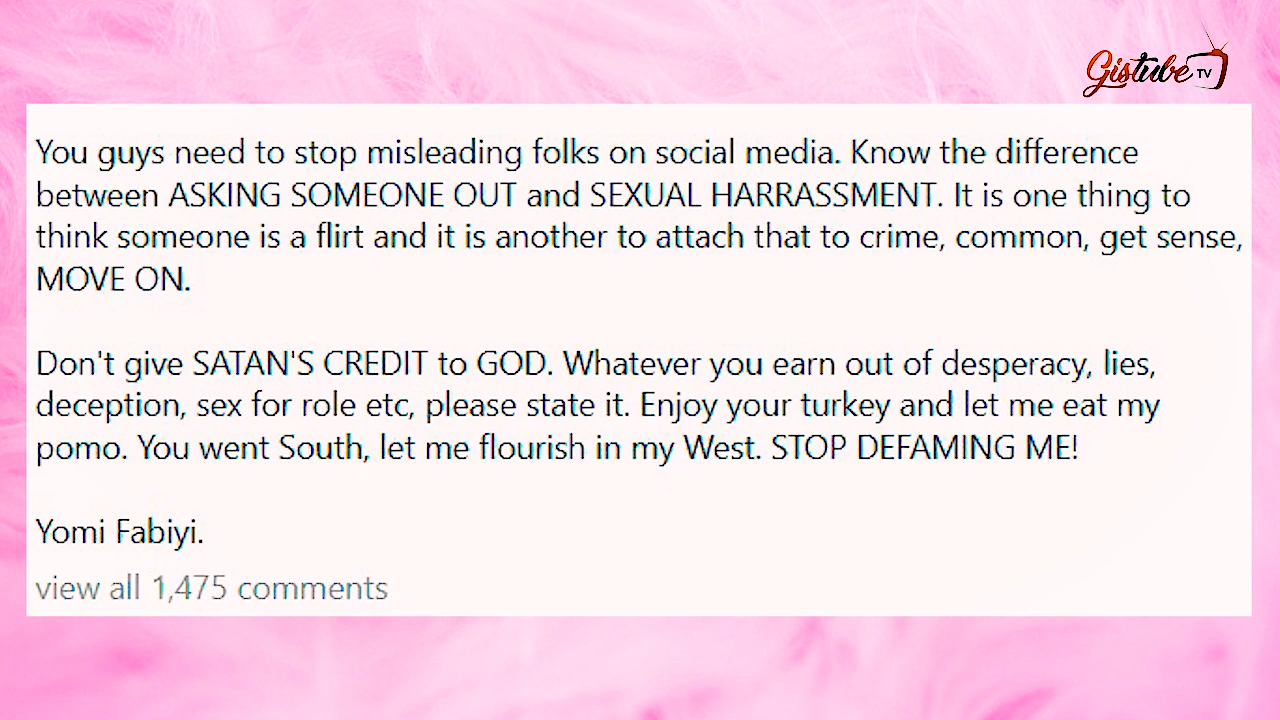 Gistube TV
You guys need to stop misleading folks on social media. Know the difference
between ASKING SOMEONE OUT and SEXUAL HARRASSMENT. It is one thing to
think someone is a flirt and it is another to attach that to crime, common, get sense,
MOVE ON.
Don't give SATAN'S CREDIT to GOD. Whatever you earn out of desperacy, lies,
deception, sex for role etc, please state it. Enjoy your turkey and let me eat my
pomo. You went South, let me flourish in my West. STOP DEFAMING ME!
Yomi Fabiyi.
view all 1,475 comments